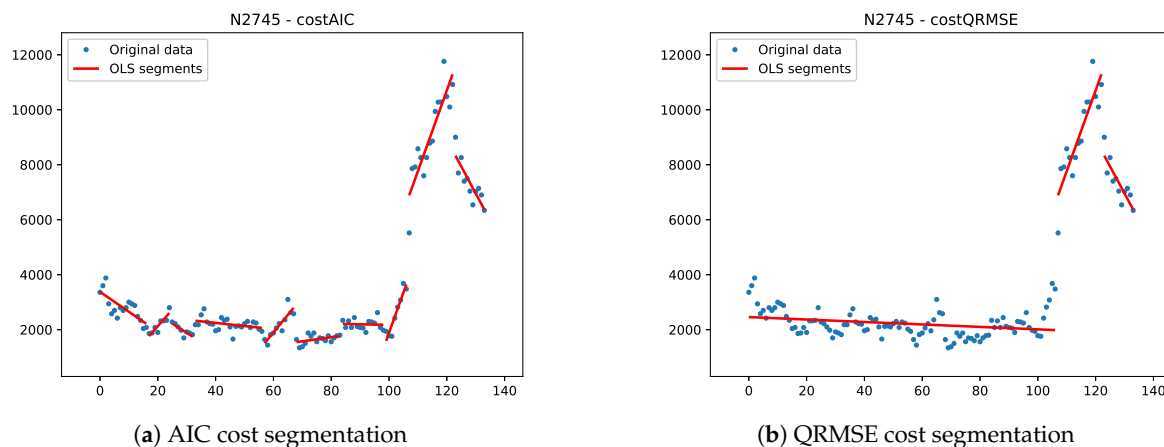 N2745 - costAIC
12000
10000
8000
6000
4000
2000
Original data
OLS segments
0 20 40 60 80 100 120 140
(a) AIC cost segmentation
N2745 - costQRMSE
12000
10000
8000
6000
4000
2000
Original data
OLS segments
0 20 40 60 80 100 120 140
(b) QRMSE cost segmentation